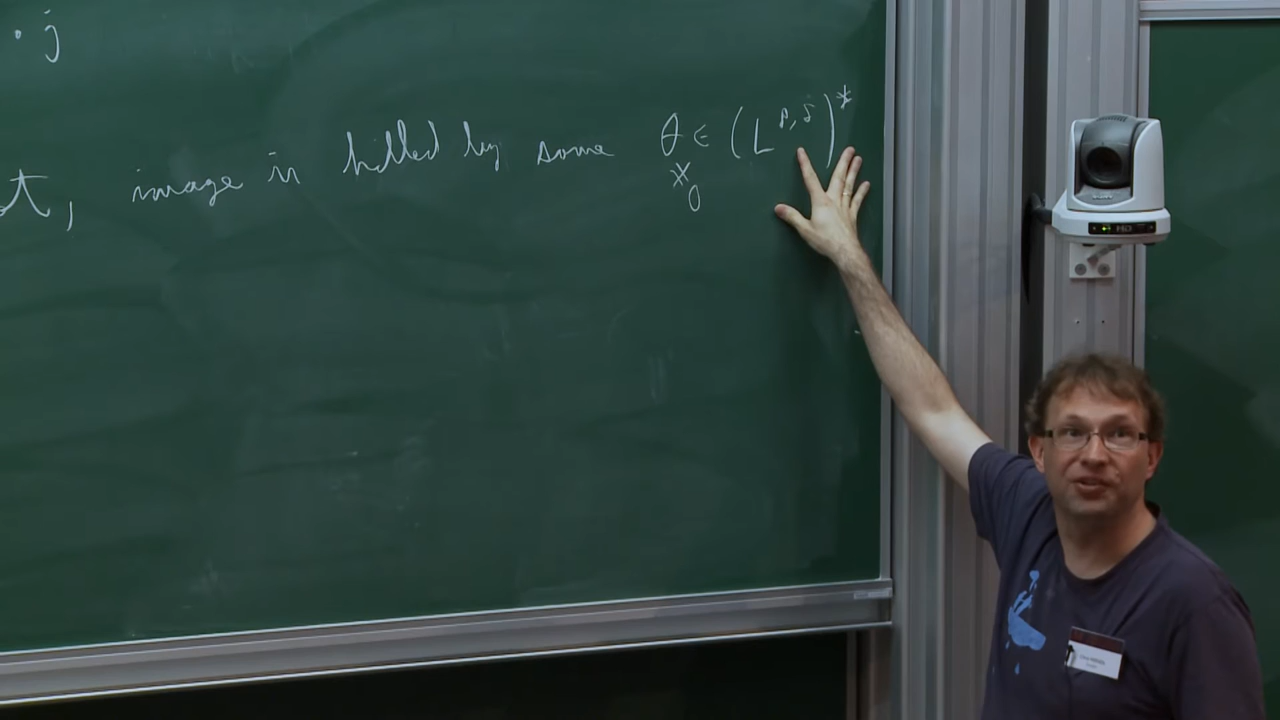 · j
t, image is killed by some θ ∈ (L^{p,s})^*
≠
0